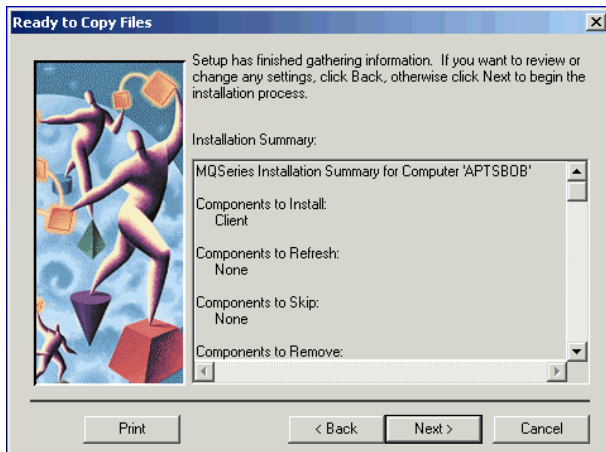 Ready to Copy Files
Setup has finished gathering information. If you want to review or
change any settings, click Back, otherwise click Next to begin the
installation process.
Installation Summary:
MQSeries Installation Summary for Computer 'APTSBOB'
Components to Install:
Client
Components to Refresh:
None
Components to Skip:
None
Components to Remove:
Print
< Back
Next >
Cancel